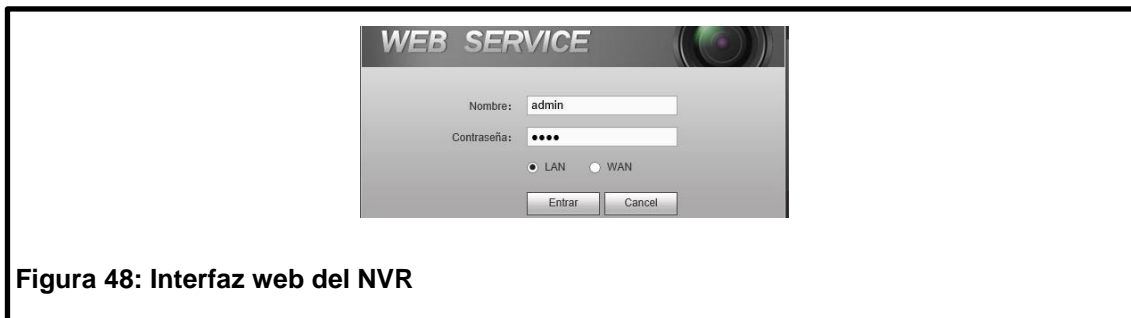 WEB SERVICE
Nombre: admin
Contraseña: ••••
LAN WAN
Entrar Cancel
Figura 48: Interfaz web del NVR